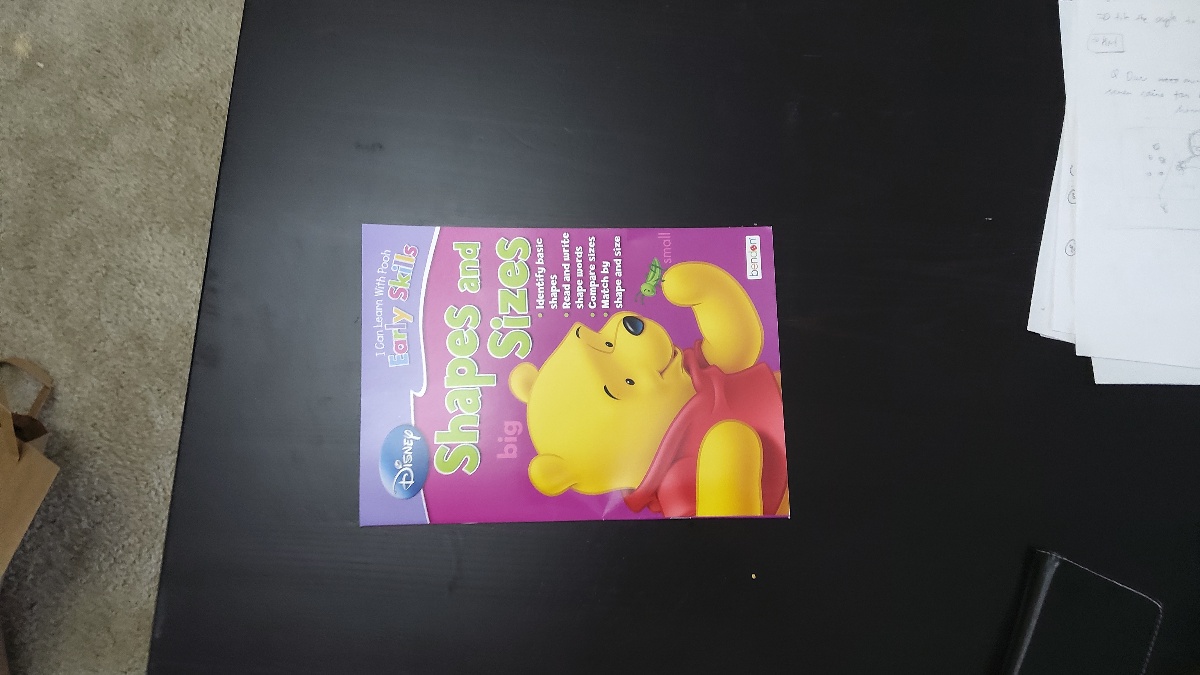 I Can Learn With Pooh
Early Skills
Disney
Shapes and
Sizes
• Identify basic
shapes
• Read and write
shape words
• Compare sizes
• Match by
shape and size
big
small
bendon